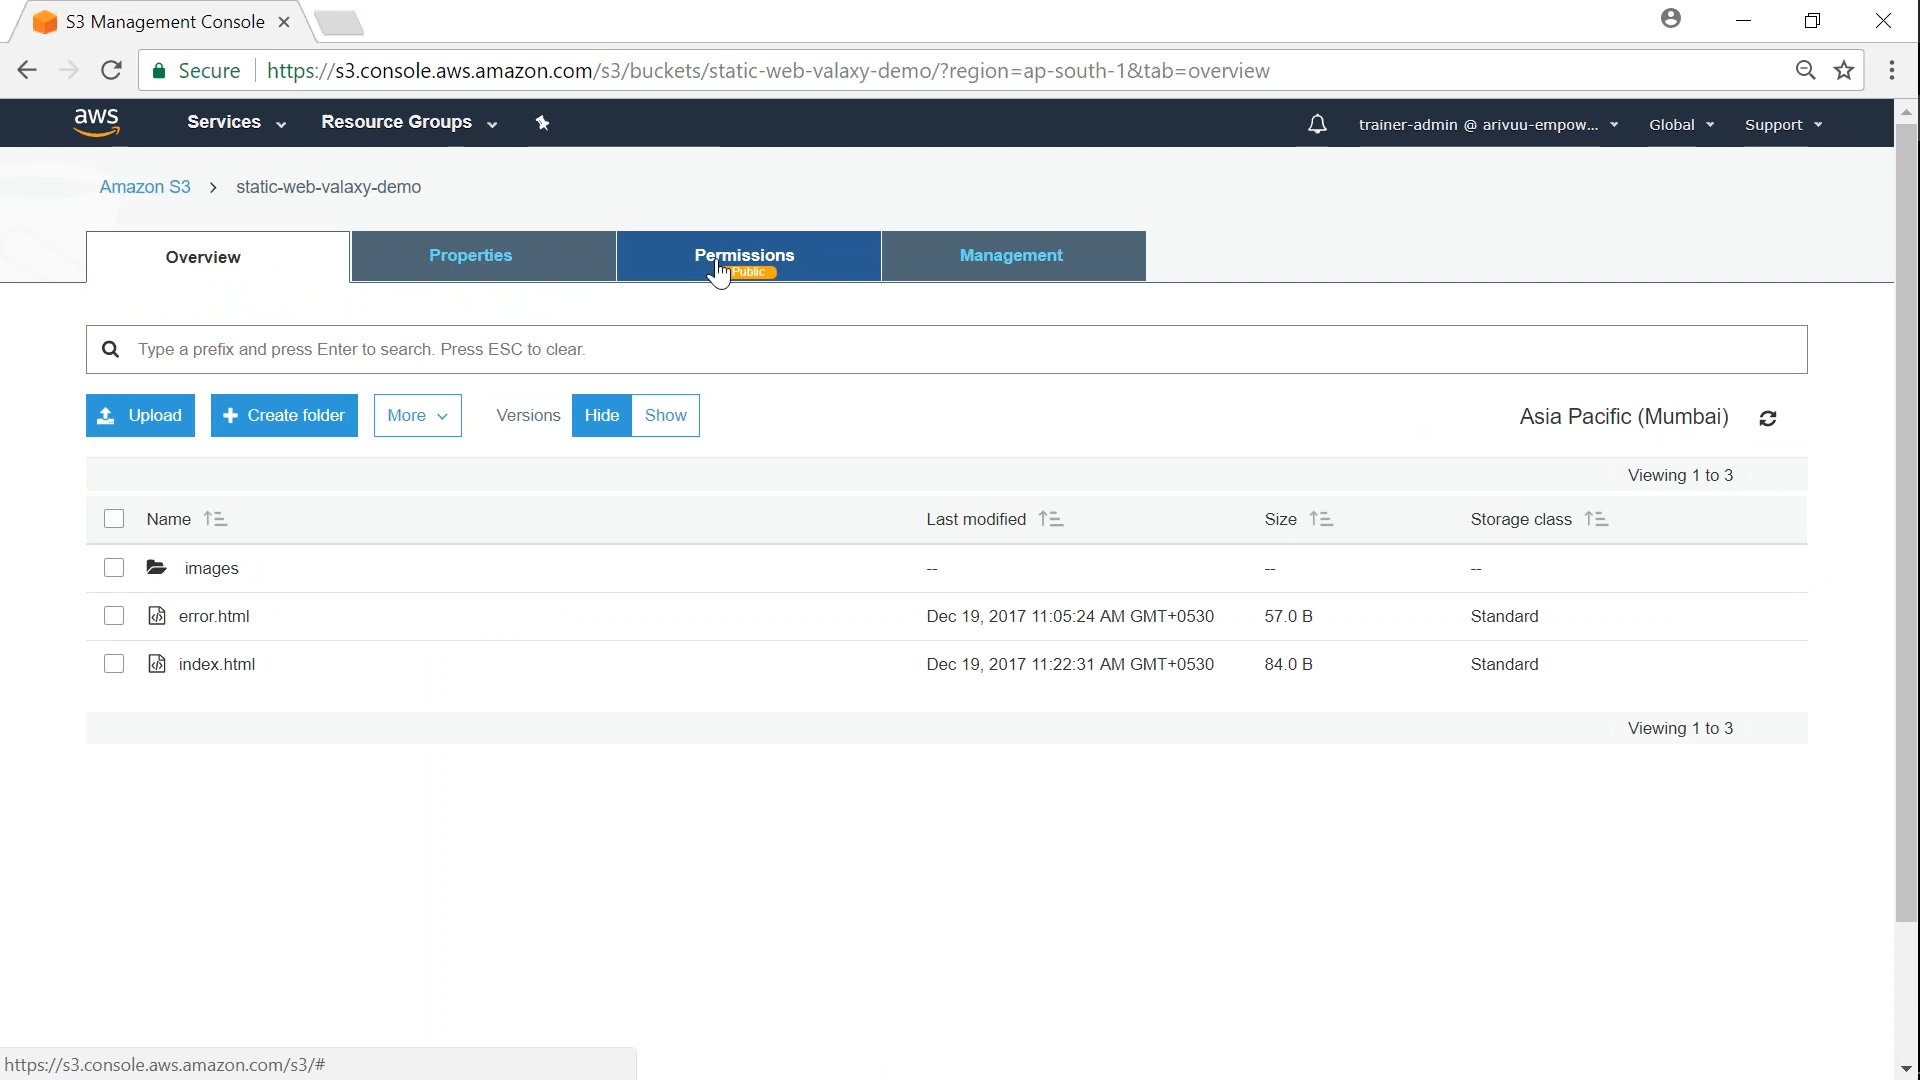 S3 Management Console
Secure
https://s3.console.aws.amazon.com/s3/buckets/static-web-valaxy-demo/?region=ap-south-1&tab=overview
aws
Services
Resource Groups
trainer-admin @ arivuu-empow...
Global
Support
Amazon S3 > static-web-valaxy-demo
Overview
Properties
Permissions
Public
Management
Type a prefix and press Enter to search. Press ESC to clear.
Upload
+ Create folder
More
Versions
Hide
Show
Asia Pacific (Mumbai)
Viewing 1 to 3
Name
Last modified
Size
Storage class
images -- -- --
error.html Dec 19, 2017 11:05:24 AM GMT+0530 57.0 B Standard
index.html Dec 19, 2017 11:22:31 AM GMT+0530 84.0 B Standard
Viewing 1 to 3
https://s3.console.aws.amazon.com/s3/#